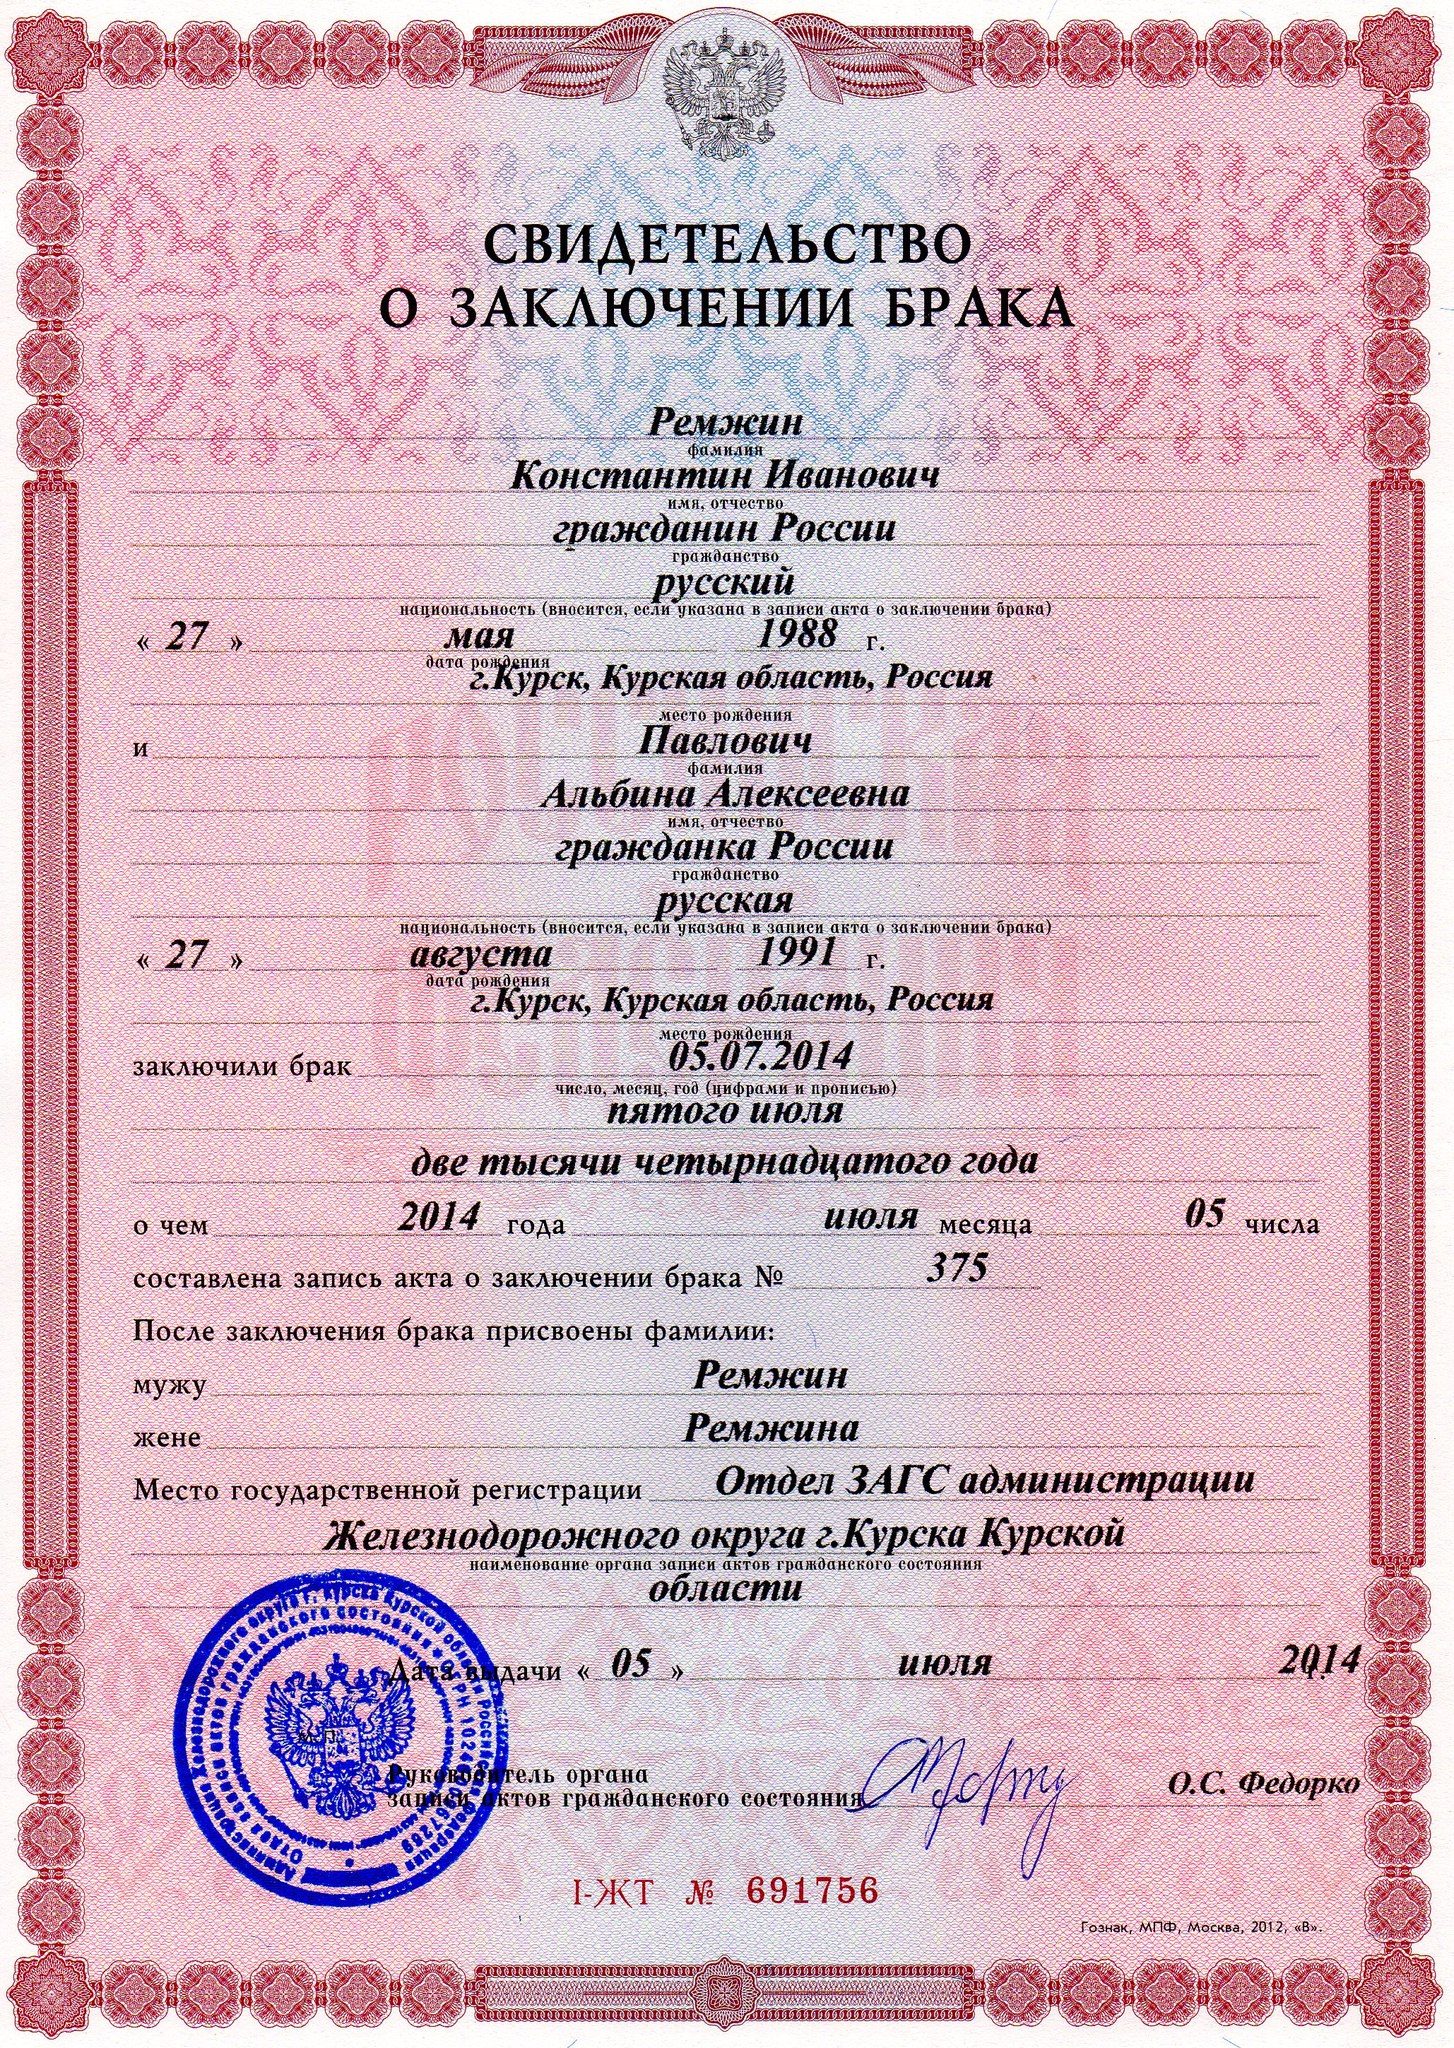 СВИДЕТЕЛЬСТВО
О ЗАКЛЮЧЕНИИ БРАКА
Ремжин
фамилия
Константин Иванович
имя, отчество
гражданин России
гражданство
русский
национальность (вносится, если указана в записи акта о заключении брака)
« 27 » мая 1988 г.
дата рождения
г.Курск, Курская область, Россия
место рождения
и Павлович
фамилия
Альбина Алексеевна
имя, отчество
гражданка России
гражданство
русская
национальность (вносится, если указана в записи акта о заключении брака)
« 27 » августа 1991 г.
дата рождения
г.Курск, Курская область, Россия
место рождения
заключили брак 05.07.2014
число, месяц, год (цифрами и прописью)
пятого июля
две тысячи четырнадцатого года
о чем 2014 года июля месяца 05 числа
составлена запись акта о заключении брака № 375
После заключения брака присвоены фамилии:
мужу Ремжин
жене Ремжина
Место государственной регистрации Отдел ЗАГС администрации
Железнодорожного округа г.Курска Курской
наименование органа записи актов гражданского состояния
области
Дата выдачи « 05 » июля 2014 г.
М.П.
Руководитель органа
записи актов гражданского состояния О.С. Федорко
I-ЖТ № 691756
Гознак, МПФ, Москва, 2012, «В».